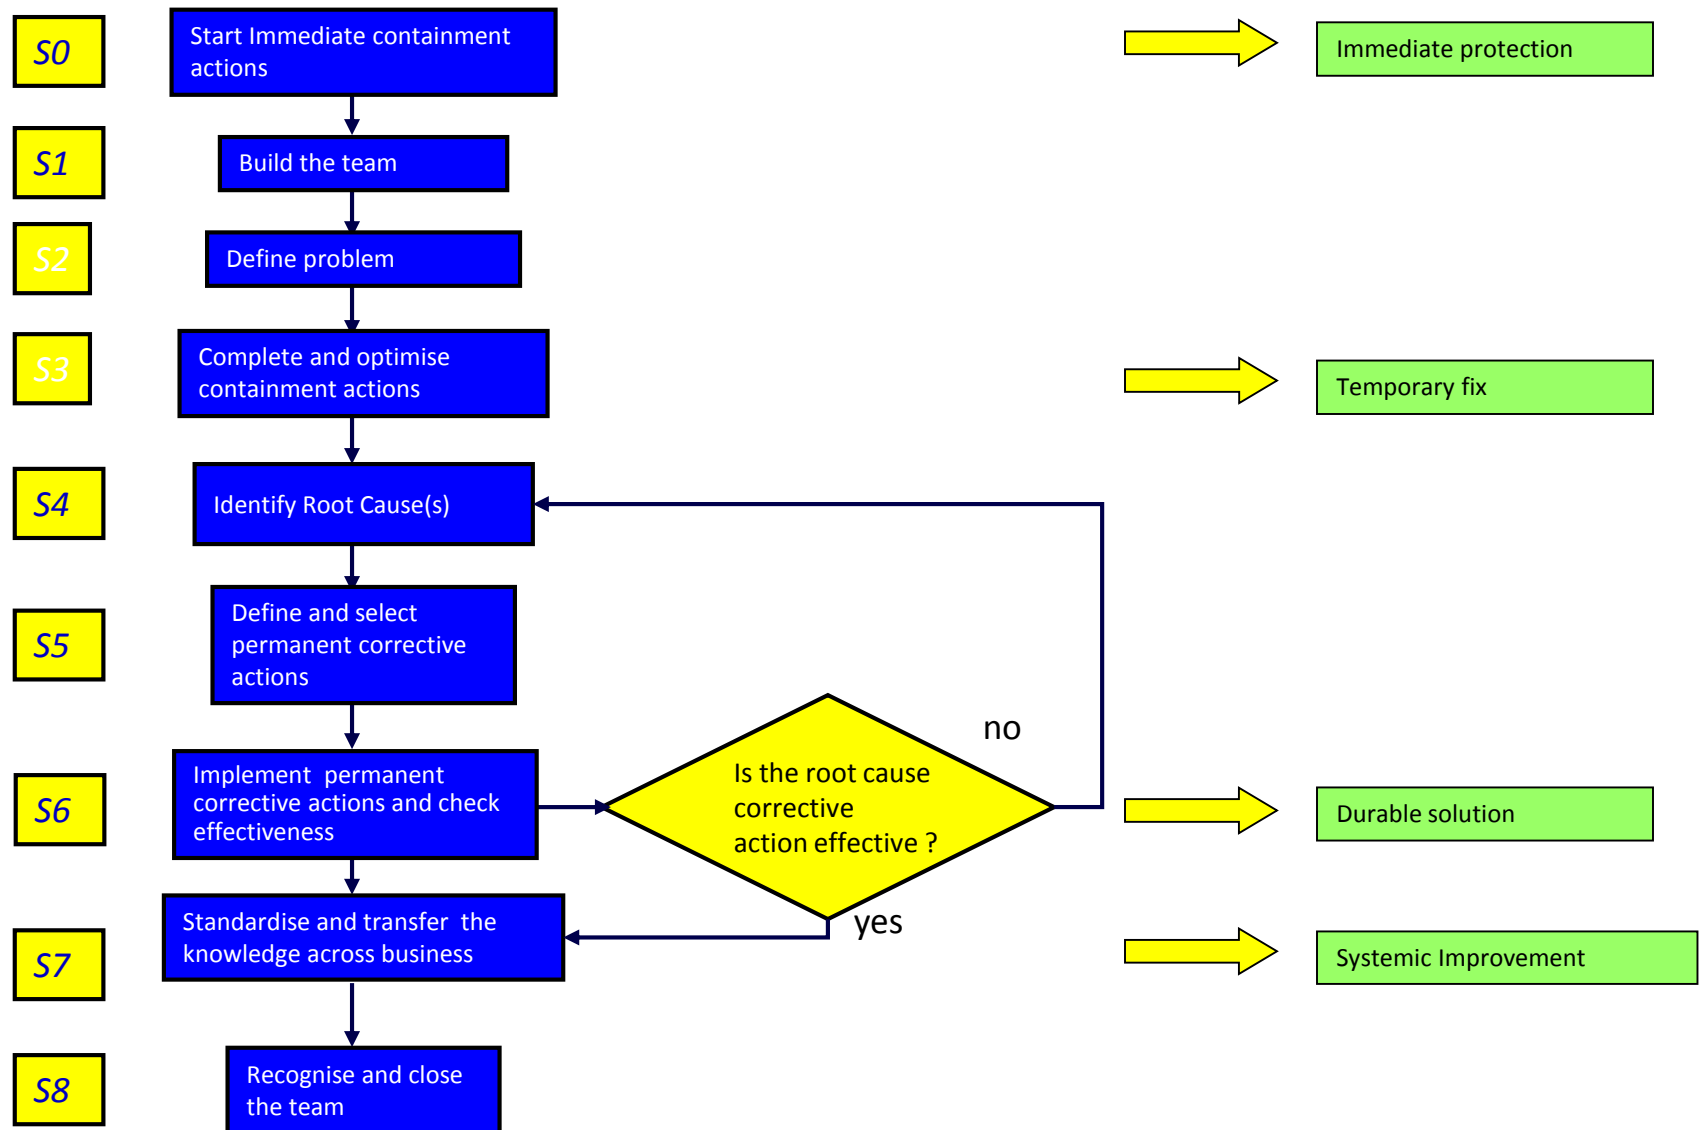 S0
Start Immediate containment
actions
Immediate protection
S1
Build the team
S2
Define problem
S3
Complete and optimise
containment actions
Temporary fix
S4
Identify Root Cause(s)
S5
Define and select
permanent corrective
actions
no
S6
Implement permanent
corrective actions and check
effectiveness
Is the root cause
corrective
action effective ?
Durable solution
yes
S7
Standardise and transfer the
knowledge across business
Systemic Improvement
S8
Recognise and close
the team